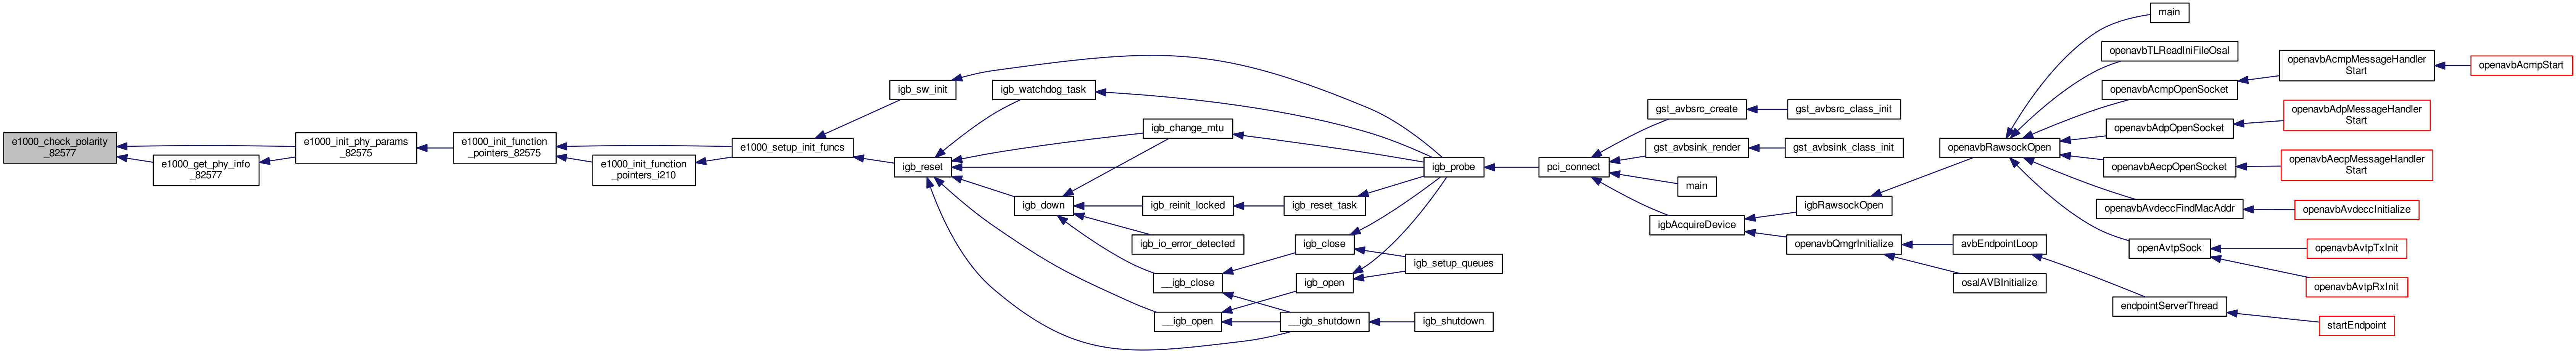 e1000_check_polarity
_82577
e1000_get_phy_info
_82577
e1000_init_phy_params
_82575
e1000_init_function
_pointers_82575
e1000_init_function
_pointers_i210
e1000_setup_init_funcs
igb_sw_init
igb_reset
igb_watchdog_task
igb_change_mtu
igb_down
igb_reinit_locked
igb_reset_task
igb_io_error_detected
__igb_close
igb_close
__igb_open
igb_open
igb_setup_queues
__igb_shutdown
igb_shutdown
igb_probe
pci_connect
gst_avbsrc_create
gst_avbsrc_class_init
gst_avbsink_render
gst_avbsink_class_init
main
igbAcquireDevice
igbRawsockOpen
openavbQmgrInitialize
avbEndpointLoop
osalAVBInitialize
endpointServerThread
startEndpoint
openavbRawsockOpen
main
openavbTLReadIniFileOsal
openavbAcmpOpenSocket
openavbAcmpMessageHandler
Start
openavbAcmpStart
openavbAdpOpenSocket
openavbAdpMessageHandler
Start
openavbAecpOpenSocket
openavbAecpMessageHandler
Start
openavbAvdeccFindMacAddr
openavbAvdeccInitialize
openAvtpSock
openavbAvtpTxInit
openavbAvtpRxInit